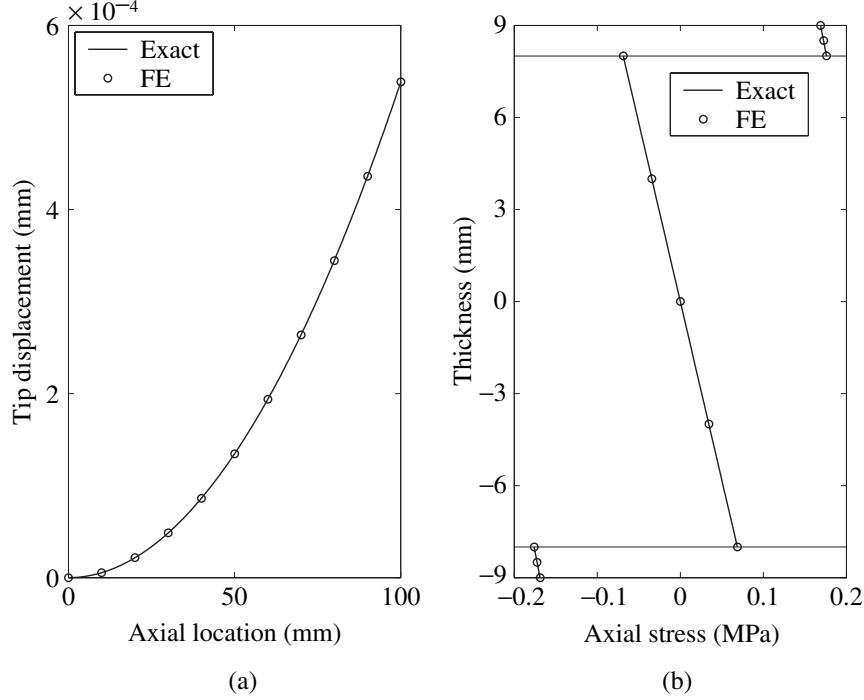 6
× 10⁻⁴
Exact
FE
4
2
0
0
50
100
Tip displacement (mm)
Axial location (mm)
(a)
9
6
3
0
−3
−6
−9
Exact
FE
−0.2
−0.1
0
0.1
0.2
Thickness (mm)
Axial stress (MPa)
(b)